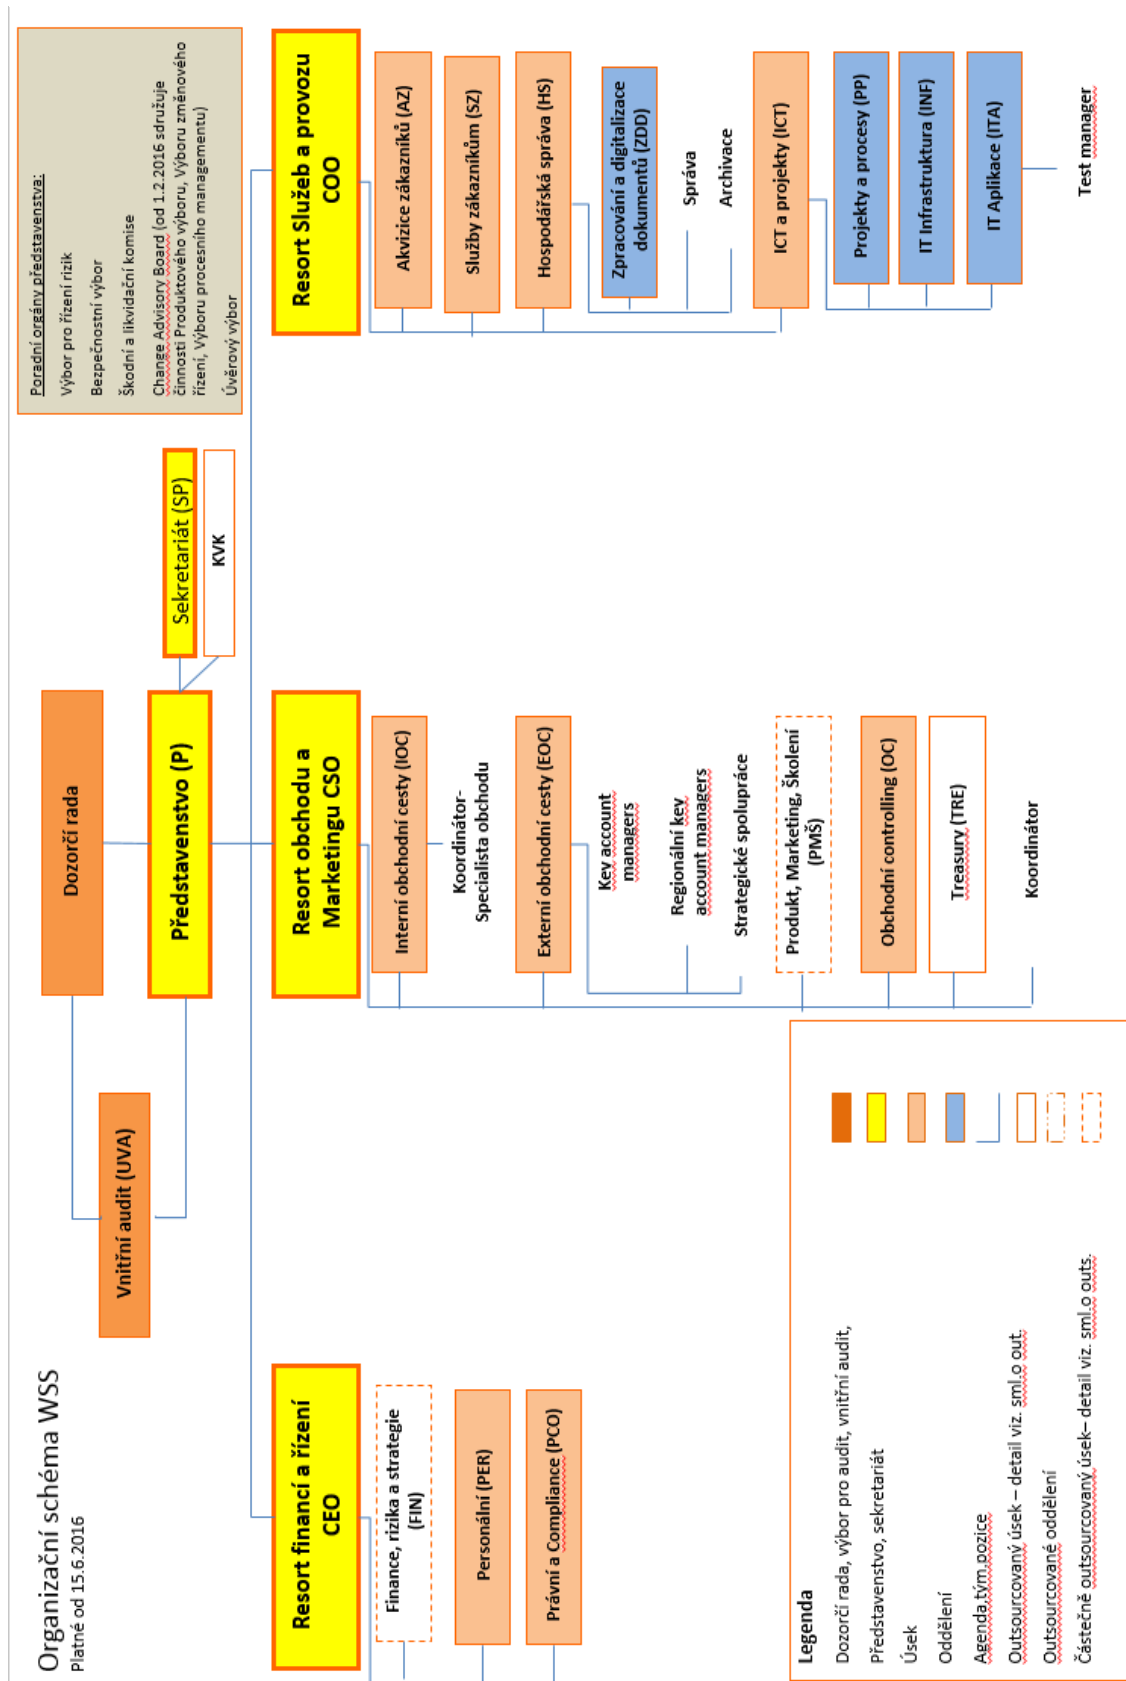 Organizační schéma WSS
Platné od 15.6.2016
Dozorčí rada
Vnitřní audit (UVA)
Představenstvo (P)
Sekretariát (SP)
KVK
Poradní orgány představenstva:
Výbor pro řízení rizik
Bezpečnostní výbor
Škodní a likvidační komise
Change Advisory Board (od 1.2.2016 sdružuje
činnosti Produktového výboru, Výboru změnového
řízení, Výboru procesního managementu)
Úvěrový výbor
Resort financí a řízení
CEO
Finance, rizika a strategie
(FIN)
Personální (PER)
Právní a Compliance (PCO)
Resort obchodu a
Marketingu CSO
Interní obchodní cesty (IOC)
Koordinátor-
Specialista obchodu
Externí obchodní cesty (EOC)
Key account
managers
Regionální key
account managers
Strategické spolupráce
Produkt, Marketing, Školení
(PMŠ)
Obchodní controlling (OC)
Treasury (TRE)
Koordinátor
Resort Služeb a provozu
COO
Akvizice zákazníků (AZ)
Služby zákazníkům (SZ)
Hospodářská správa (HS)
Zpracování a digitalizace
dokumentů (ZDD)
Správa
Archivace
ICT a projekty (ICT)
Projekty a procesy (PP)
IT Infrastruktura (INF)
IT Aplikace (ITA)
Test manager
Legenda
Dozorčí rada, výbor pro audit, vnitřní audit,
Představenstvo, sekretariát
Úsek
Oddělení
Agenda,tým,pozice
Outsourcovaný úsek – detail viz. sml.o out.
Outsourcované oddělení
Částečně outsourcovaný úsek– detail viz. sml.o outs.